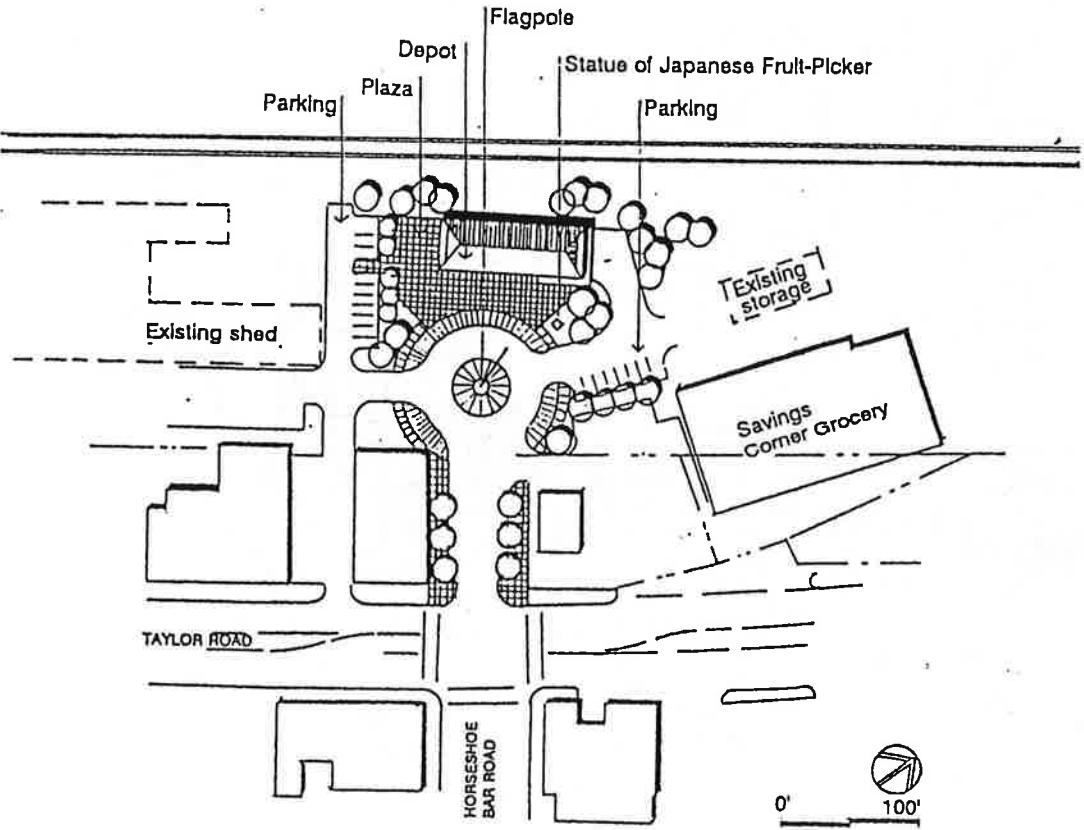 Flagpole
Depot
Statue of Japanese Fruit-Picker
Plaza
Parking
Parking
Existing
storage
Existing shed
Savings
Corner Grocery
TAYLOR ROAD
HORSESHOE
BAR ROAD
0' 100'